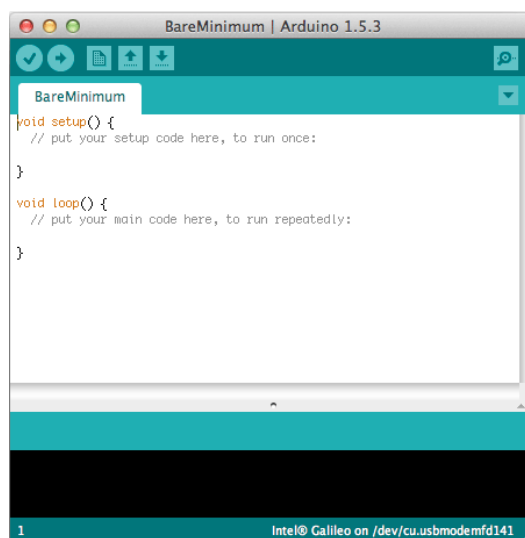 BareMinimum | Arduino 1.5.3
BareMinimum
void setup() {
// put your setup code here, to run once:
}
void loop() {
// put your main code here, to run repeatedly:
}
1
Intel® Galileo on /dev/cu.usbmodemfd141